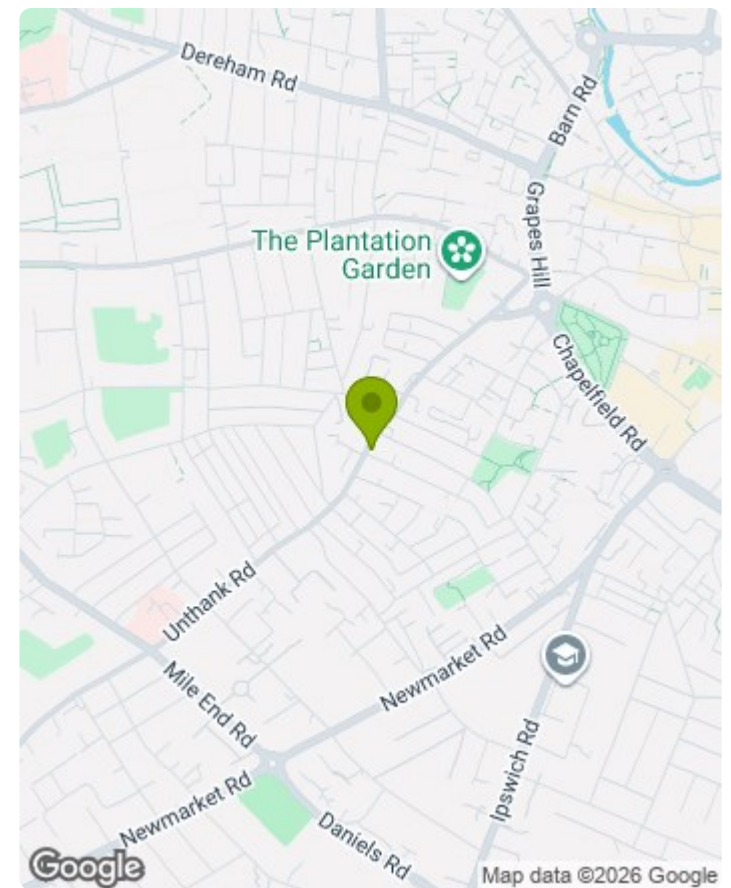 Dereham Rd
Barn Rd
Grapes Hill
The Plantation
Garden
Chapelfield Rd
Unthank Rd
Mile End Rd
Newmarket Rd
Newmarket Rd
Ipswich Rd
Daniels Rd
Google
Map data ©2026 Google